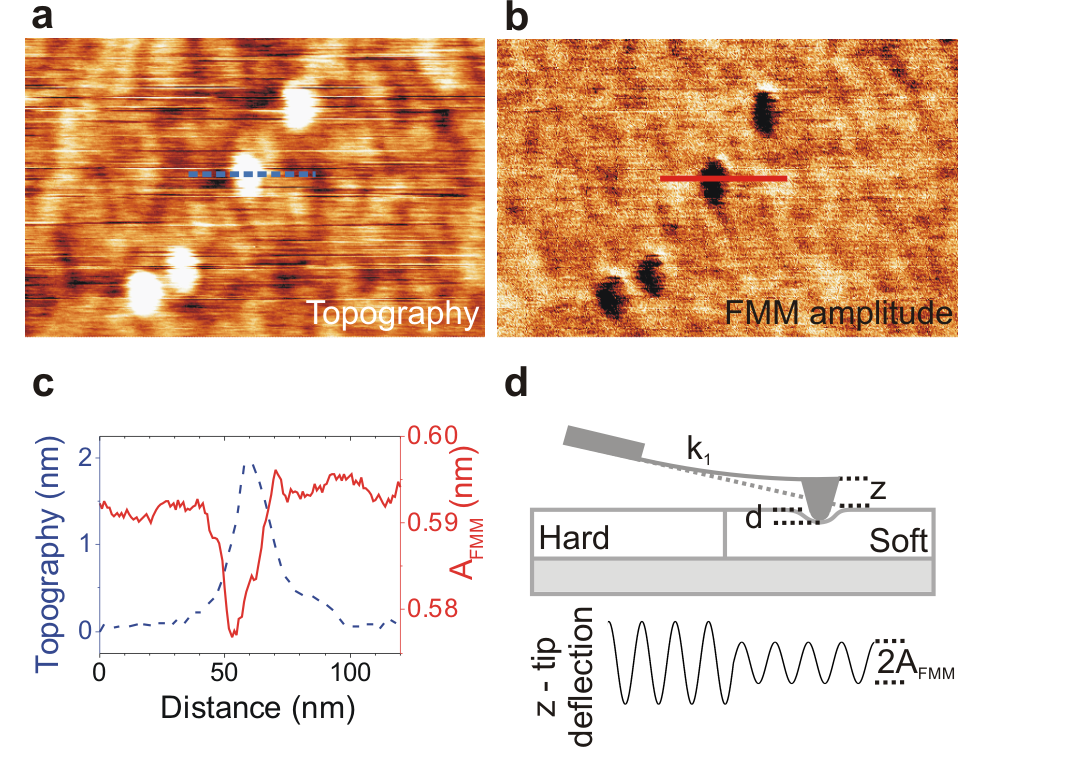 a
b
Topography
FMM amplitude
c
d
Topography (nm)
2
1
0
0.60
0.59
0.58
A_FMM (nm)
0
50
100
Distance (nm)
k₁
z
d
Hard
Soft
z - tip
deflection
2A_FMM